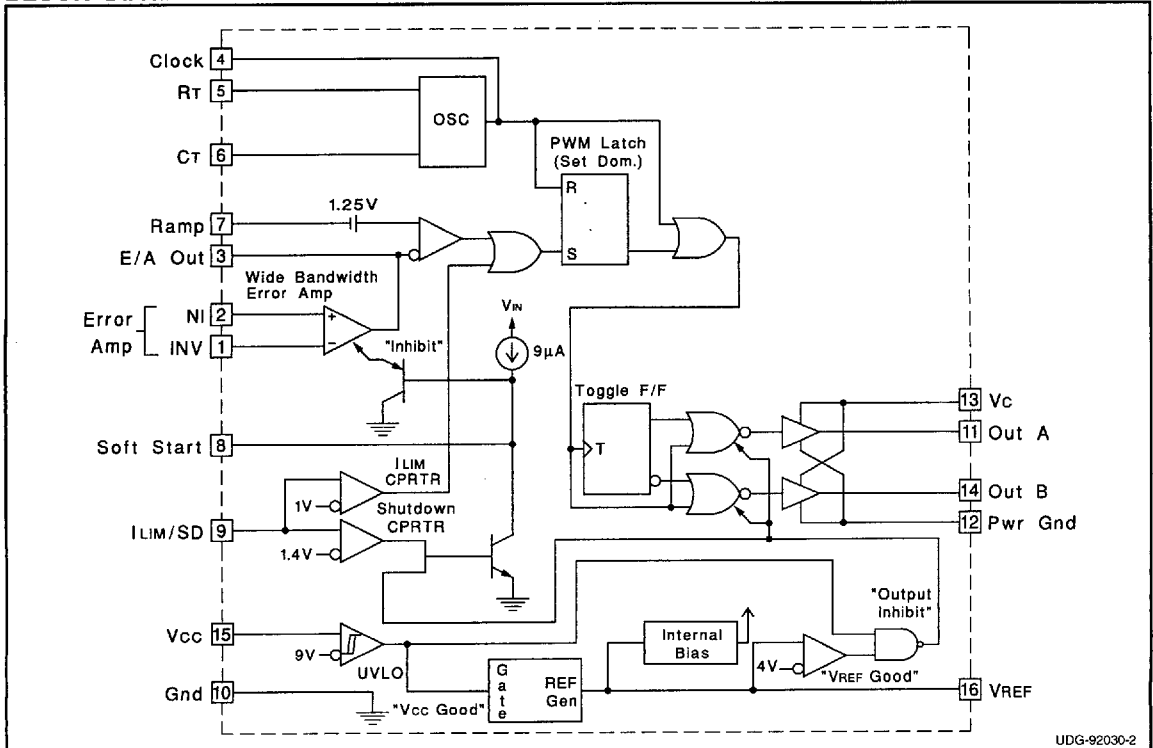 Clock 4
RT 5
CT 6
OSC
PWM Latch
(Set Dom.)
R
S
1.25V
Ramp 7
E/A Out 3
Wide Bandwidth
Error Amp
Error
Amp
NI 2
INV 1
+
−
"Inhibit"
VIN
9µA
Soft Start 8
Toggle F/F
T
13 Vc
11 Out A
14 Out B
12 Pwr Gnd
ILIM
CPRTR
1V
Shutdown
CPRTR
ILIM/SD 9
1.4V
"Output
Inhibit"
Vcc 15
9V
UVLO
Internal
Bias
4V
"VREF Good"
Gnd 10
"Vcc Good"
Gate
REF
Gen
16 VREF
UDG-92030-2